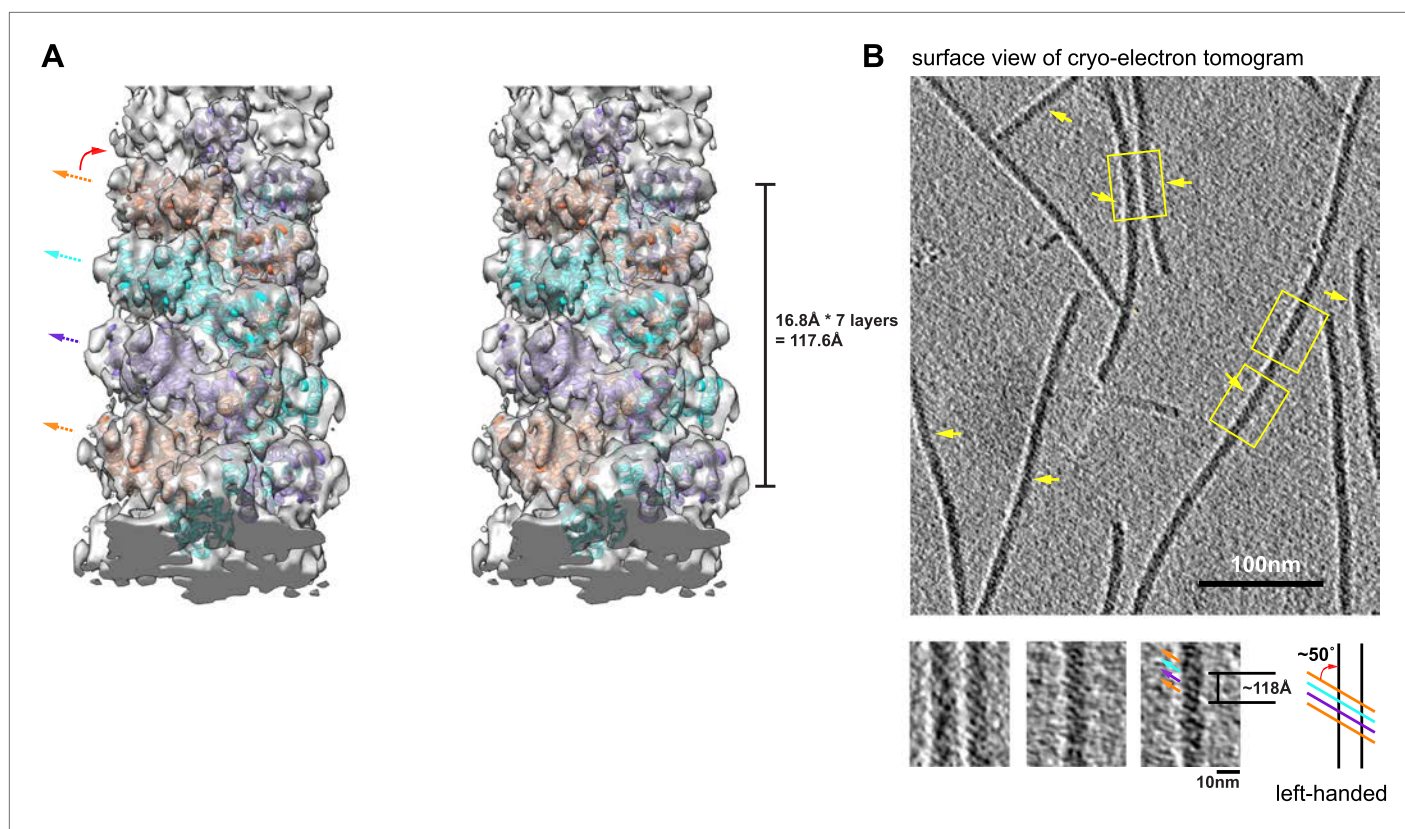 A
16.8Å * 7 layers
= 117.6Å
B
surface view of cryo-electron tomogram
100nm
~118Å
10nm
~50°
left-handed